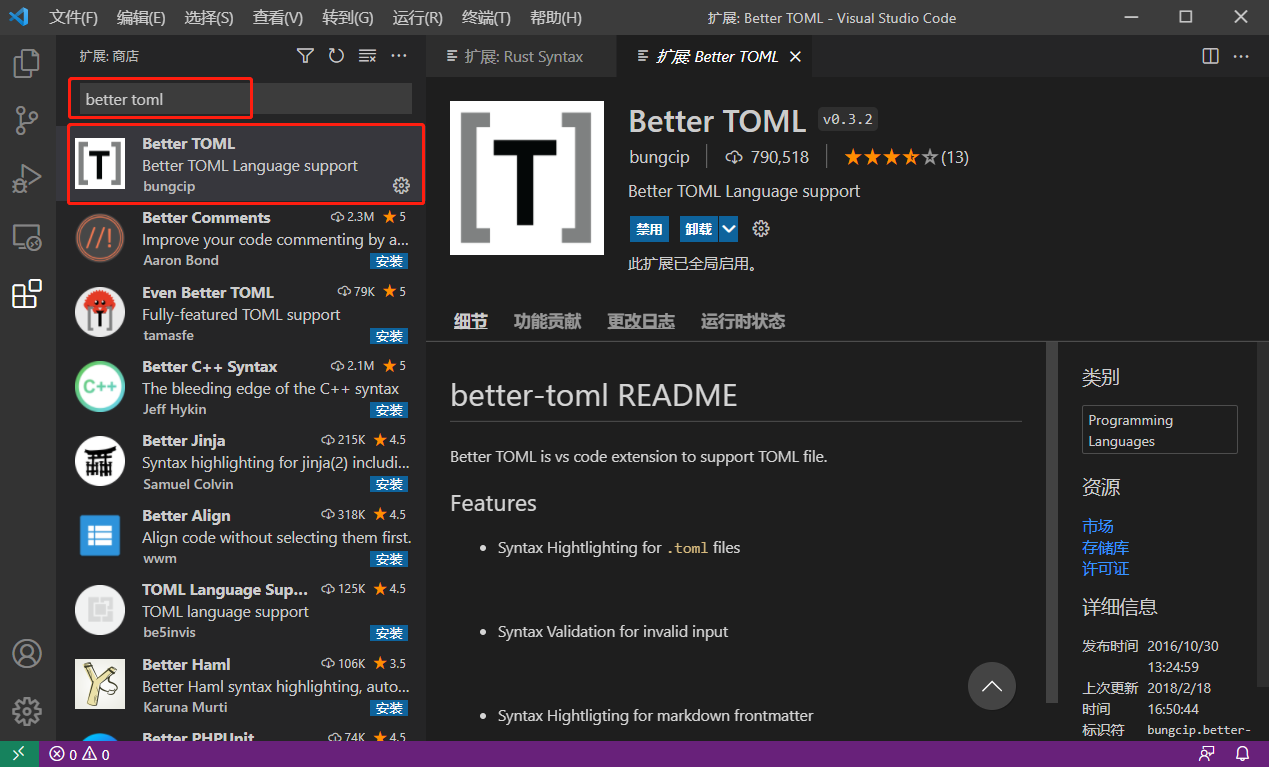 文件(F) 编辑(E) 选择(S) 查看(V) 转到(G) 运行(R) 终端(T) 帮助(H) 扩展: Better TOML - Visual Studio Code
扩展: 商店
better toml
Better TOML
Better TOML Language support
bungcip
Better Comments 2.3M 5
Improve your code commenting by a...
Aaron Bond 安装
Even Better TOML 79K 5
Fully-featured TOML support
tamasfe 安装
Better C++ Syntax 2.1M 5
The bleeding edge of the C++ syntax
Jeff Hykin 安装
Better Jinja 215K 4.5
Syntax highlighting for jinja(2) includi...
Samuel Colvin 安装
Better Align 318K 4.5
Align code without selecting them first.
wwm 安装
TOML Language Sup... 125K 4.5
TOML language support
be5invis 安装
Better Haml 106K 3.5
Better Haml syntax highlighting, auto...
Karuna Murti 安装
Better PHPUnit 74K 4.5
扩展: Rust Syntax 扩展 Better TOML
[T]
Better TOML v0.3.2
bungcip 790,518 (13)
Better TOML Language support
禁用 卸载
此扩展已全局启用。
细节 功能贡献 更改日志 运行时状态
better-toml README
Better TOML is vs code extension to support TOML file.
Features
• Syntax Hightlighting for .toml files
• Syntax Validation for invalid input
• Syntax Hightligting for markdown frontmatter
类别
Programming
Languages
资源
市场
存储库
许可证
详细信息
发布时间 2016/10/30
13:24:59
上次更新 2018/2/18
时间 16:50:44
标识符 bungcip.better-
0 0